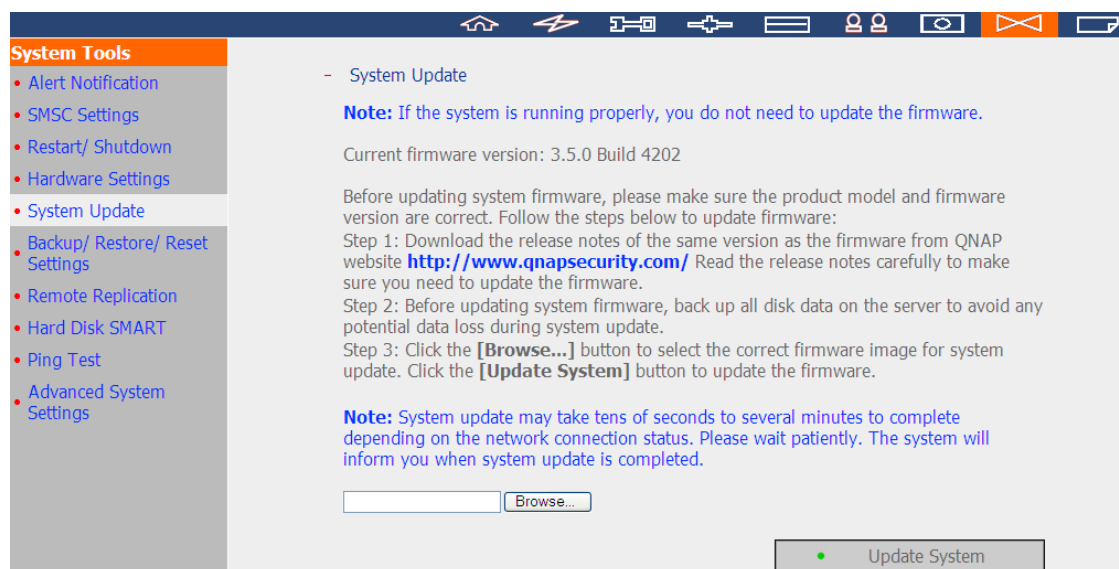 System Tools
Alert Notification
SMSC Settings
Restart/ Shutdown
Hardware Settings
System Update
Backup/ Restore/ Reset
Settings
Remote Replication
Hard Disk SMART
Ping Test
Advanced System
Settings
- System Update
Note: If the system is running properly, you do not need to update the firmware.
Current firmware version: 3.5.0 Build 4202
Before updating system firmware, please make sure the product model and firmware
version are correct. Follow the steps below to update firmware:
Step 1: Download the release notes of the same version as the firmware from QNAP
website http://www.qnapsecurity.com/ Read the release notes carefully to make
sure you need to update the firmware.
Step 2: Before updating system firmware, back up all disk data on the server to avoid any
potential data loss during system update.
Step 3: Click the [Browse...] button to select the correct firmware image for system
update. Click the [Update System] button to update the firmware.
Note: System update may take tens of seconds to several minutes to complete
depending on the network connection status. Please wait patiently. The system will
inform you when system update is completed.
Browse...
Update System